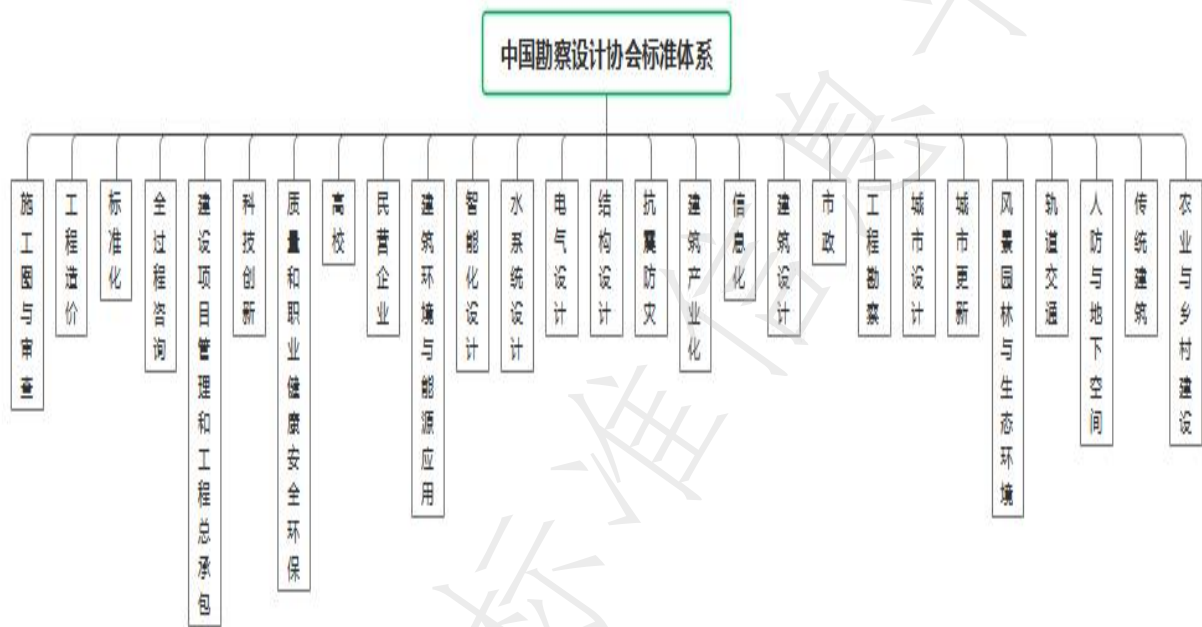 中国勘察设计协会标准体系
施工图与审查
工程造价
标准化
全过程咨询
建设项目管理和工程总承包
科技创新
质量和职业健康安全环保
高校
民营企业
建筑环境与能源应用
智能化设计
水系统设计
电气设计
结构设计
抗震防灾
建筑产业化
信息化
建筑设计
市政
工程勘察
城市设计
城市更新
风景园林与生态环境
轨道交通
人防与地下空间
传统建筑
农业与乡村建设